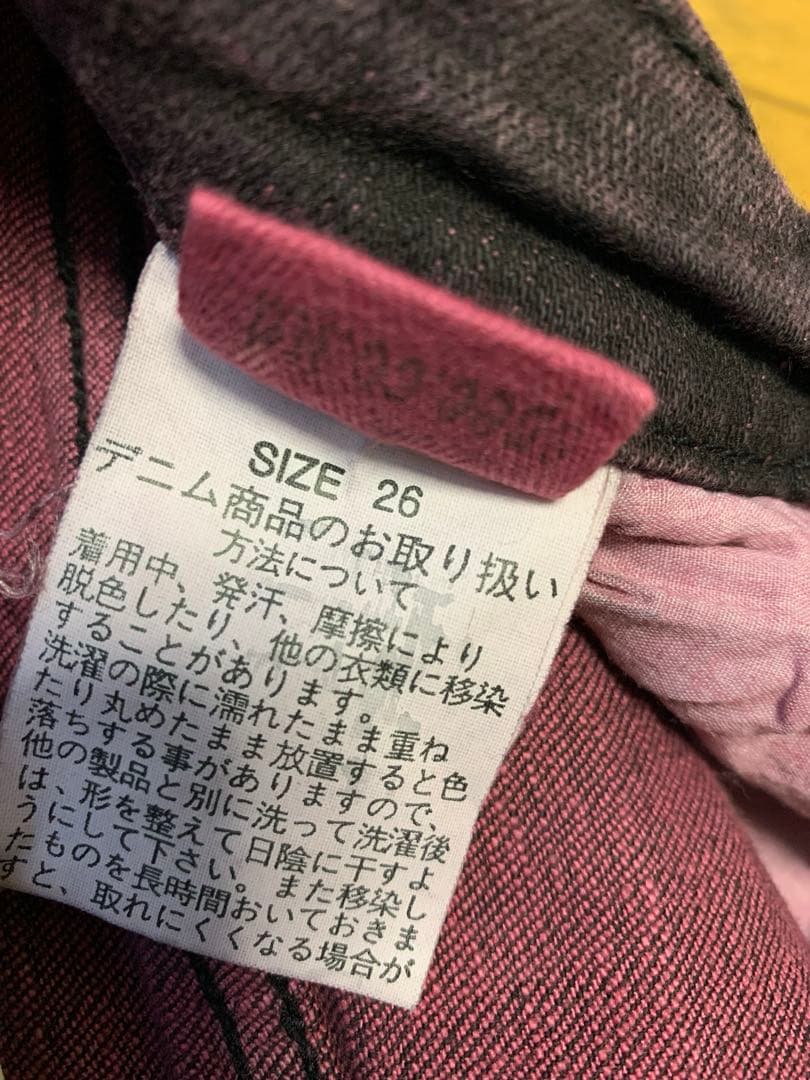 SIZE 26
デニム商品のお取り扱い
方法について
着用中、発汗、摩擦により
脱色したり、他の衣類に移染
することがあります。
洗濯の際に濡れたまま重ね
たり丸めたまま放置すると色
落ちする事がありますので、
他の製品と別に洗って洗濯後
は、形を整えて日陰に干すよ
うにして下さい。また移染し
たものを長時間おいておきま
すと、取れにくくなる場合が